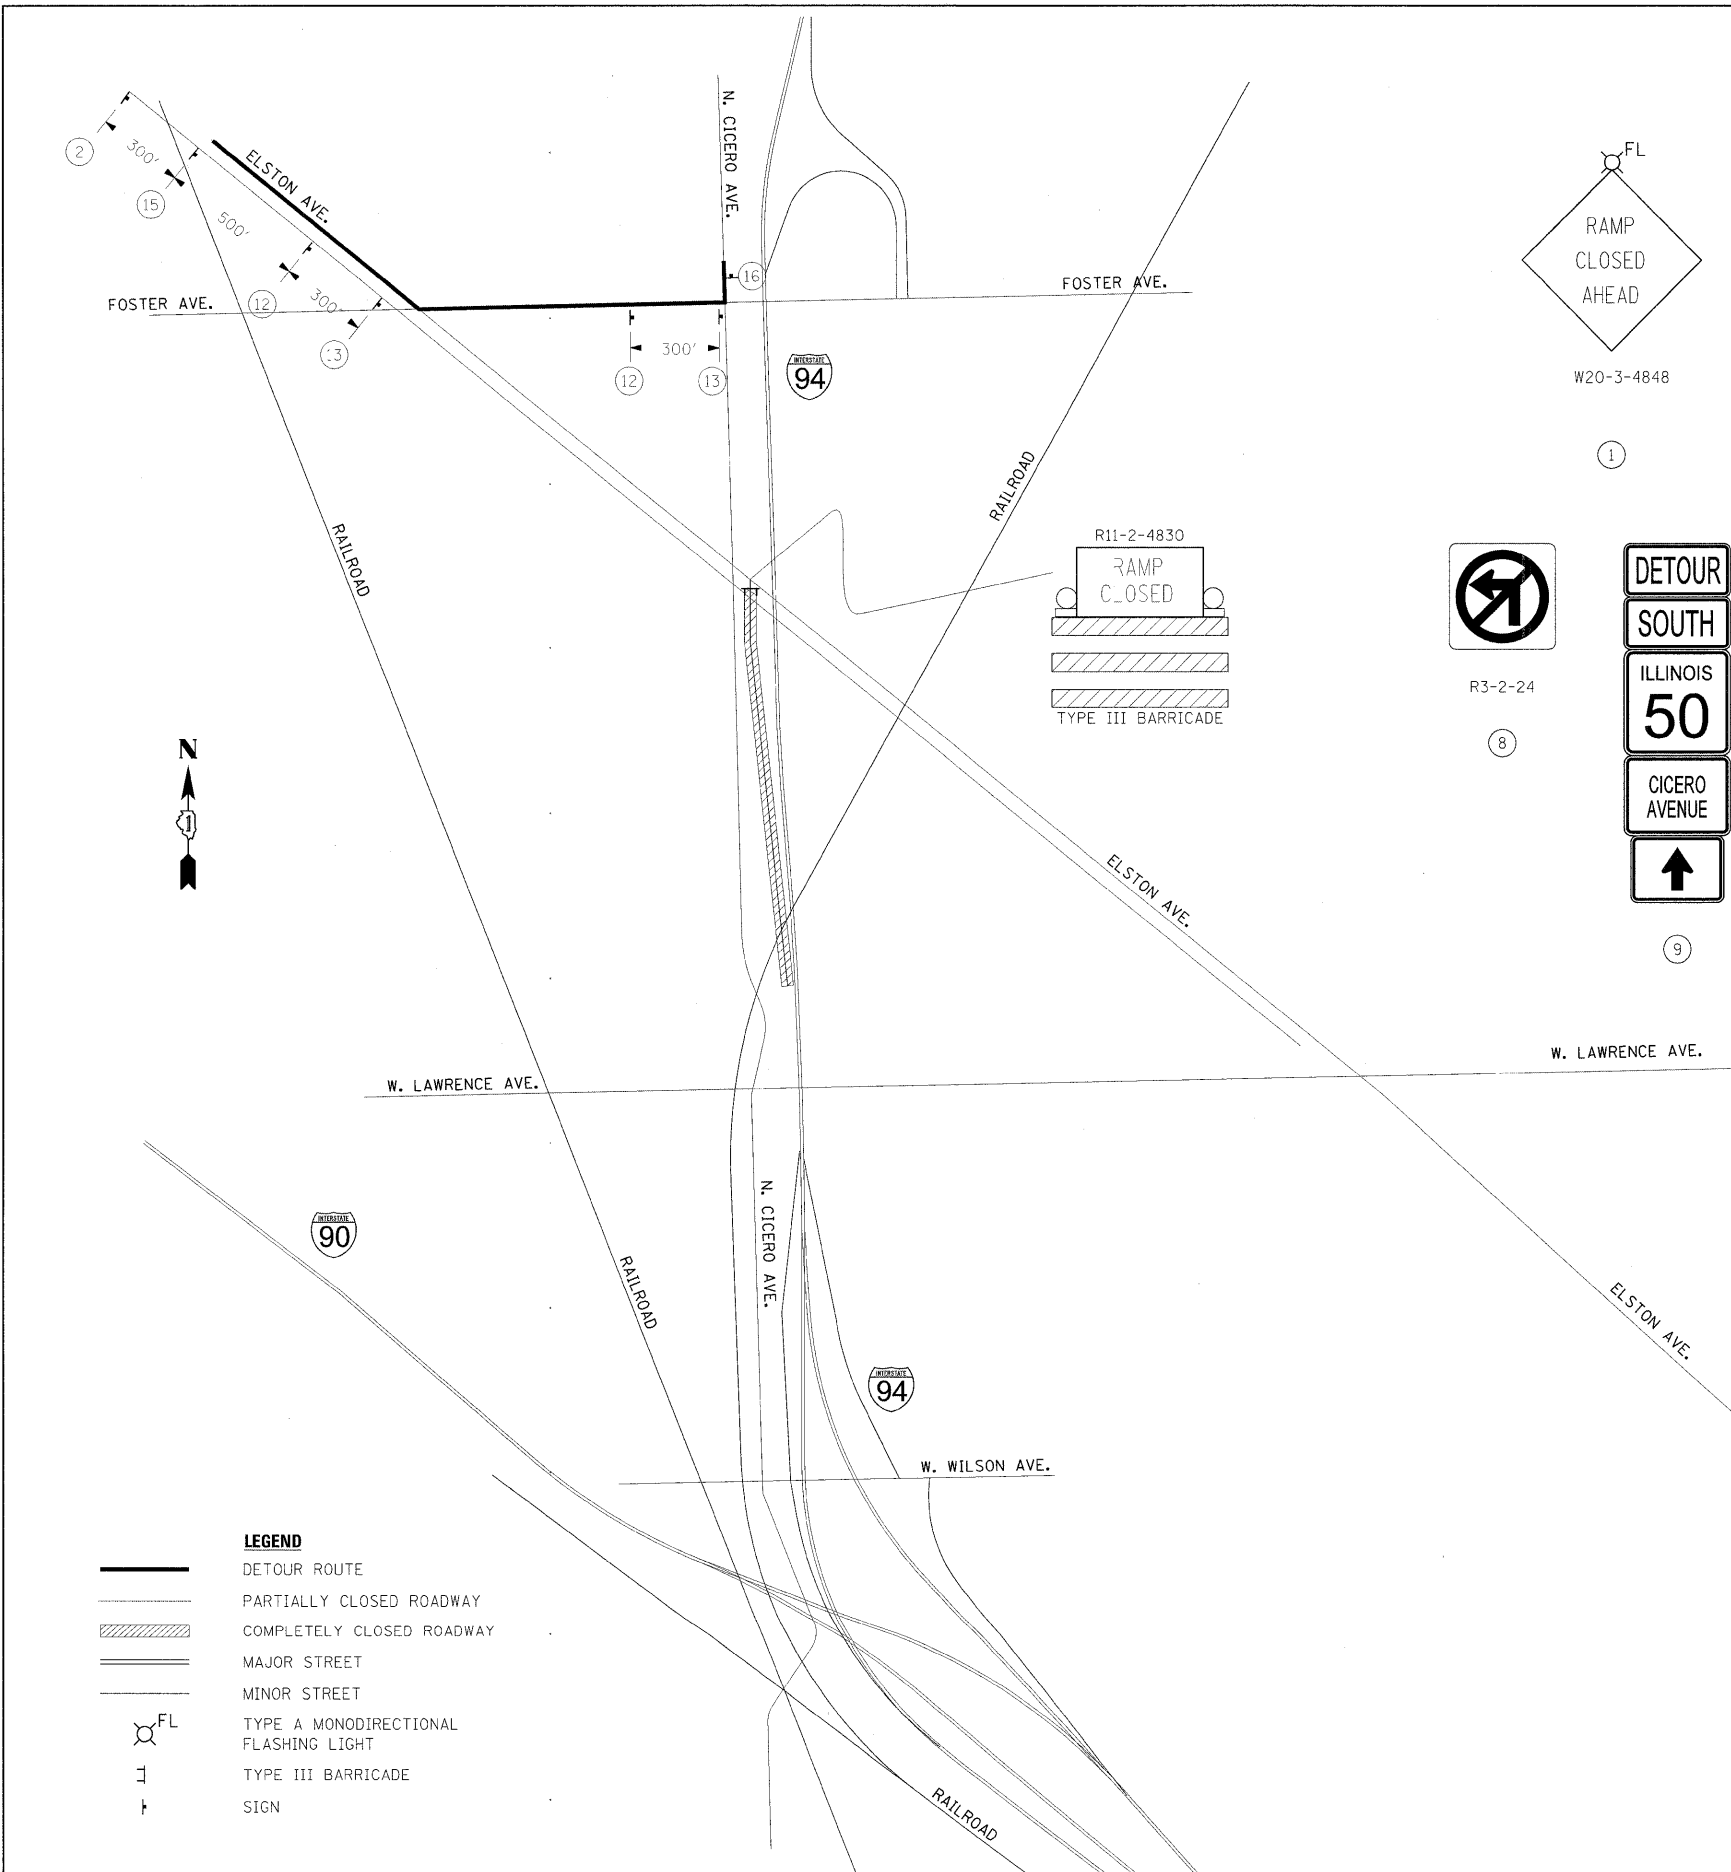 2
300'
15
500'
12
300'
13
ELSTON AVE.
N. CICERO AVE.
16
FOSTER AVE.
FOSTER AVE.
300'
12
13
INTERSTATE
94
FL
RAMP
CLOSED
AHEAD
W20-3-4848
1
RAILROAD
RAILROAD
R11-2-4830
RAMP
CLOSED
TYPE III BARRICADE
R3-2-24
8
DETOUR
SOUTH
ILLINOIS
50
CICERO
AVENUE
9
N
1
ELSTON AVE.
W. LAWRENCE AVE.
W. LAWRENCE AVE.
INTERSTATE
90
N. CICERO AVE.
RAILROAD
ELSTON AVE.
INTERSTATE
94
W. WILSON AVE.
RAILROAD
LEGEND
DETOUR ROUTE
PARTIALLY CLOSED ROADWAY
COMPLETELY CLOSED ROADWAY
MAJOR STREET
MINOR STREET
FL
TYPE A MONODIRECTIONAL
FLASHING LIGHT
TYPE III BARRICADE
SIGN